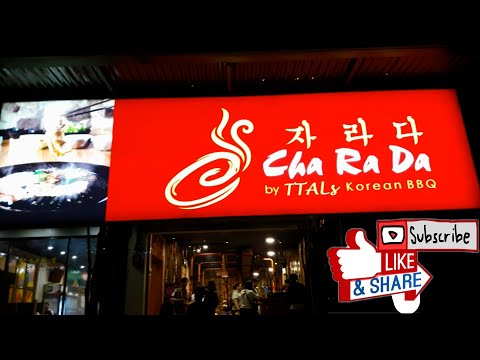 자라다
Cha Ra Da
by TTALs Korean BBQ
Subscribe
LIKE
& SHARE